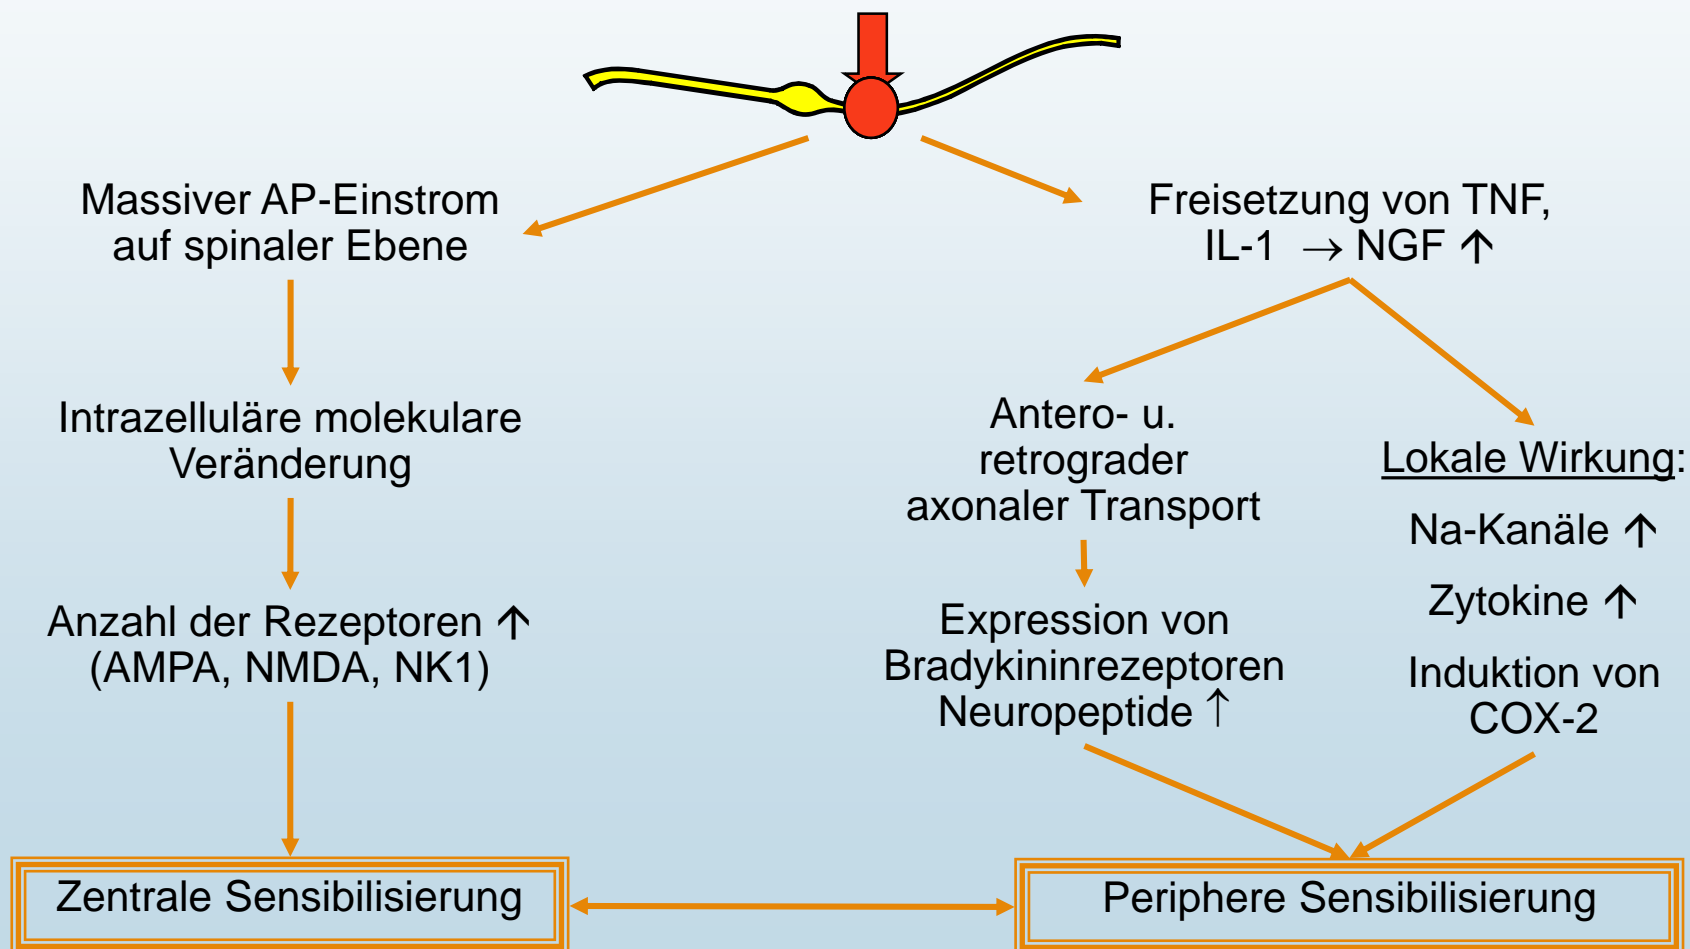 Massiver AP-Einstrom
auf spinaler Ebene
Freisetzung von TNF,
IL-1 → NGF ↑
Intrazelluläre molekulare
Veränderung
Antero- u.
retrograder
axonaler Transport
Lokale Wirkung:
Na-Kanäle ↑
Zytokine ↑
Induktion von
COX-2
Anzahl der Rezeptoren ↑
(AMPA, NMDA, NK1)
Expression von
Bradykininrezeptoren
Neuropeptide ↑
Zentrale Sensibilisierung
Periphere Sensibilisierung